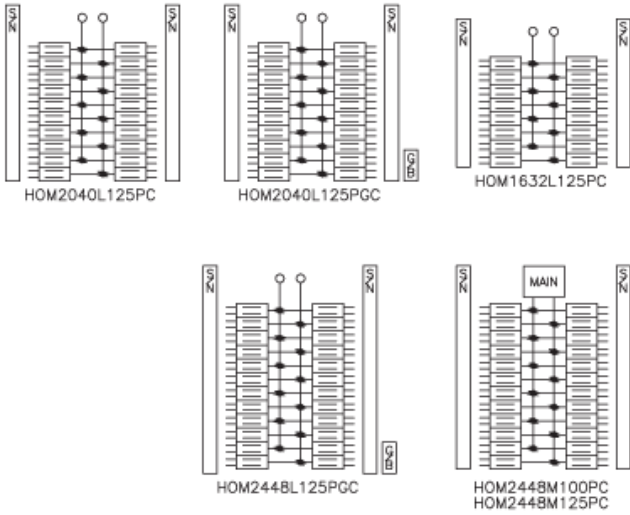 S/N
S/N
S/N
S/N
S/N
S/N
G/B
HOM2040L125PC
HOM2040L125PGC
HOM1632L125PC
S/N
S/N
S/N
S/N
MAIN
G/B
HOM2448L125PGC
HOM2448M100PC
HOM2448M125PC